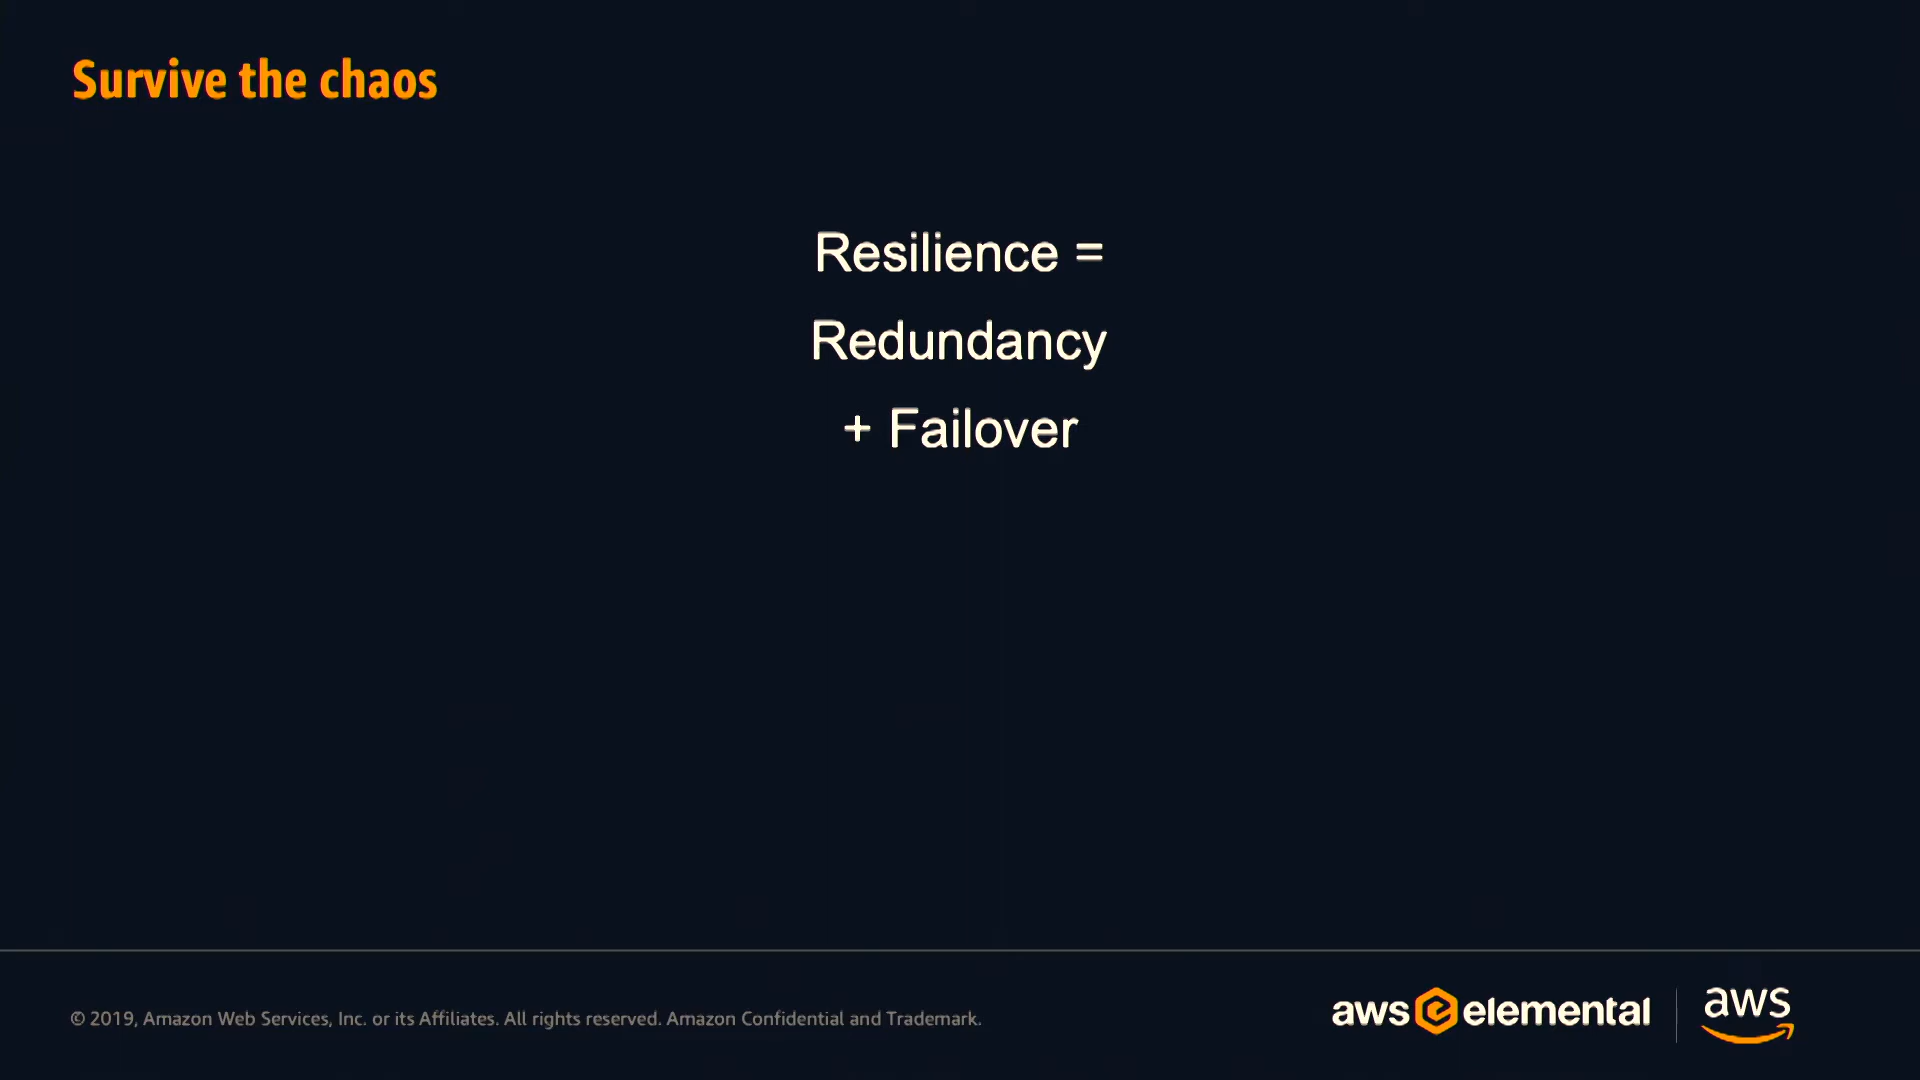 Survive the chaos
Resilience =
Redundancy
+ Failover
© 2019, Amazon Web Services, Inc. or its Affiliates. All rights reserved. Amazon Confidential and Trademark.
aws elemental
aws